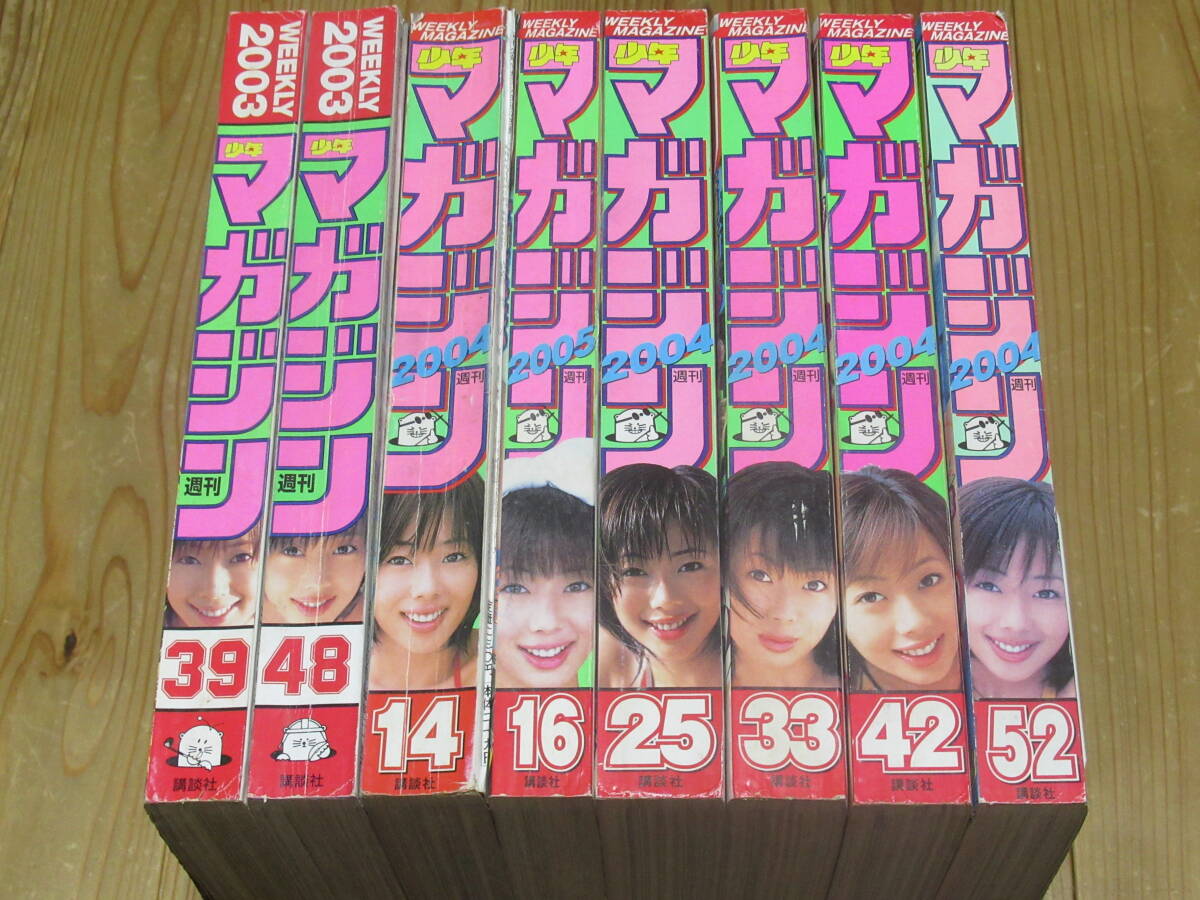 WEEKLY
2003
少年
マガジン
週刊
39
講談社
WEEKLY
2003
少年
マガジン
週刊
48
講談社
WEEKLY
MAGAZINE
少年
マガジン
2004
週刊
14
講談社
WEEKLY
MAGAZINE
少年
マガジン
2005
週刊
16
講談社
WEEKLY
MAGAZINE
少年
マガジン
2004
週刊
25
講談社
WEEKLY
MAGAZINE
少年
マガジン
2004
週刊
33
講談社
WEEKLY
MAGAZINE
少年
マガジン
2004
週刊
42
講談社
WEEKLY
MAGAZINE
少年
マガジン
2004
週刊
52
講談社